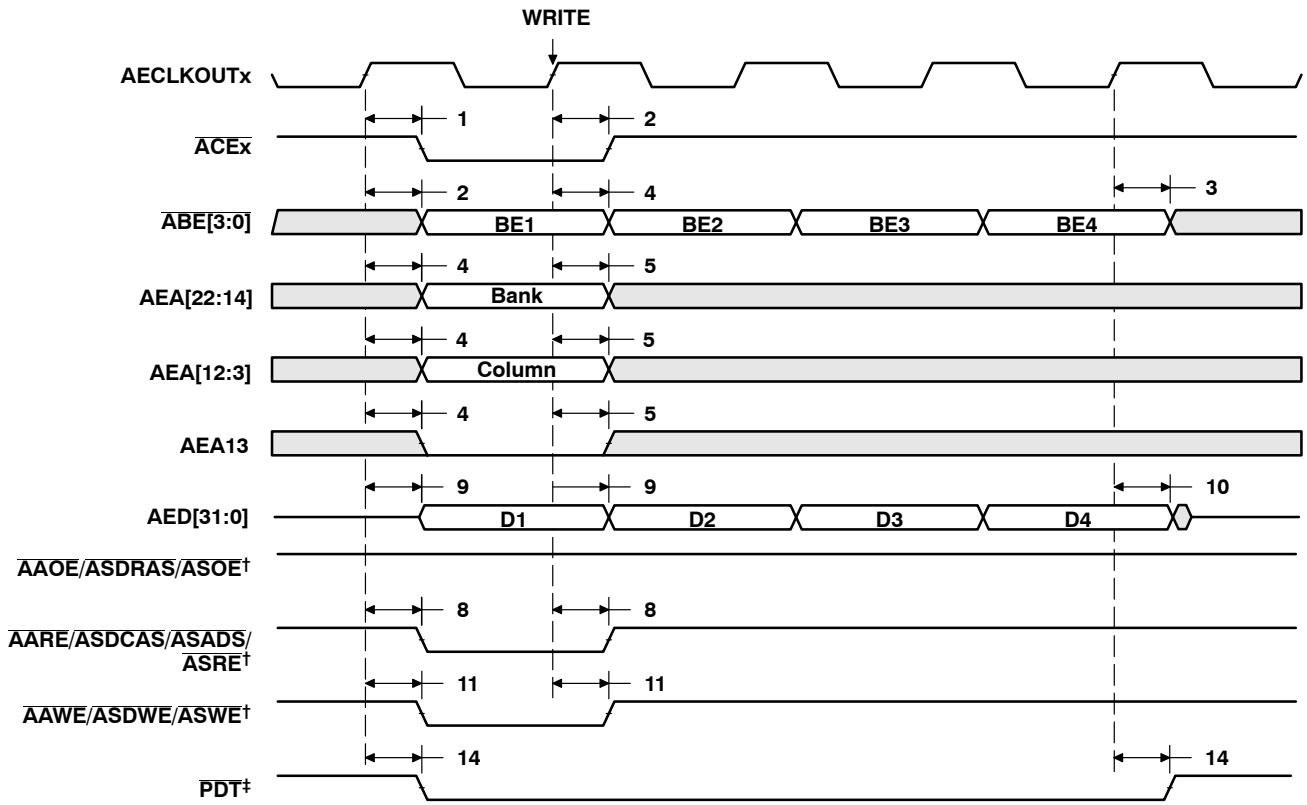 WRITE
AECLKOUTx
1 2
ACEx
2 4 3
ABE[3:0] BE1 BE2 BE3 BE4
4 5
AEA[22:14] Bank
4 5
AEA[12:3] Column
4 5
AEA13
9 9 10
AED[31:0] D1 D2 D3 D4
AAOE/ASDRAS/ASOE†
8 8
AARE/ASDCAS/ASADS/
ASRE†
11 11
AAWE/ASDWE/ASWE†
14 14
PDT‡